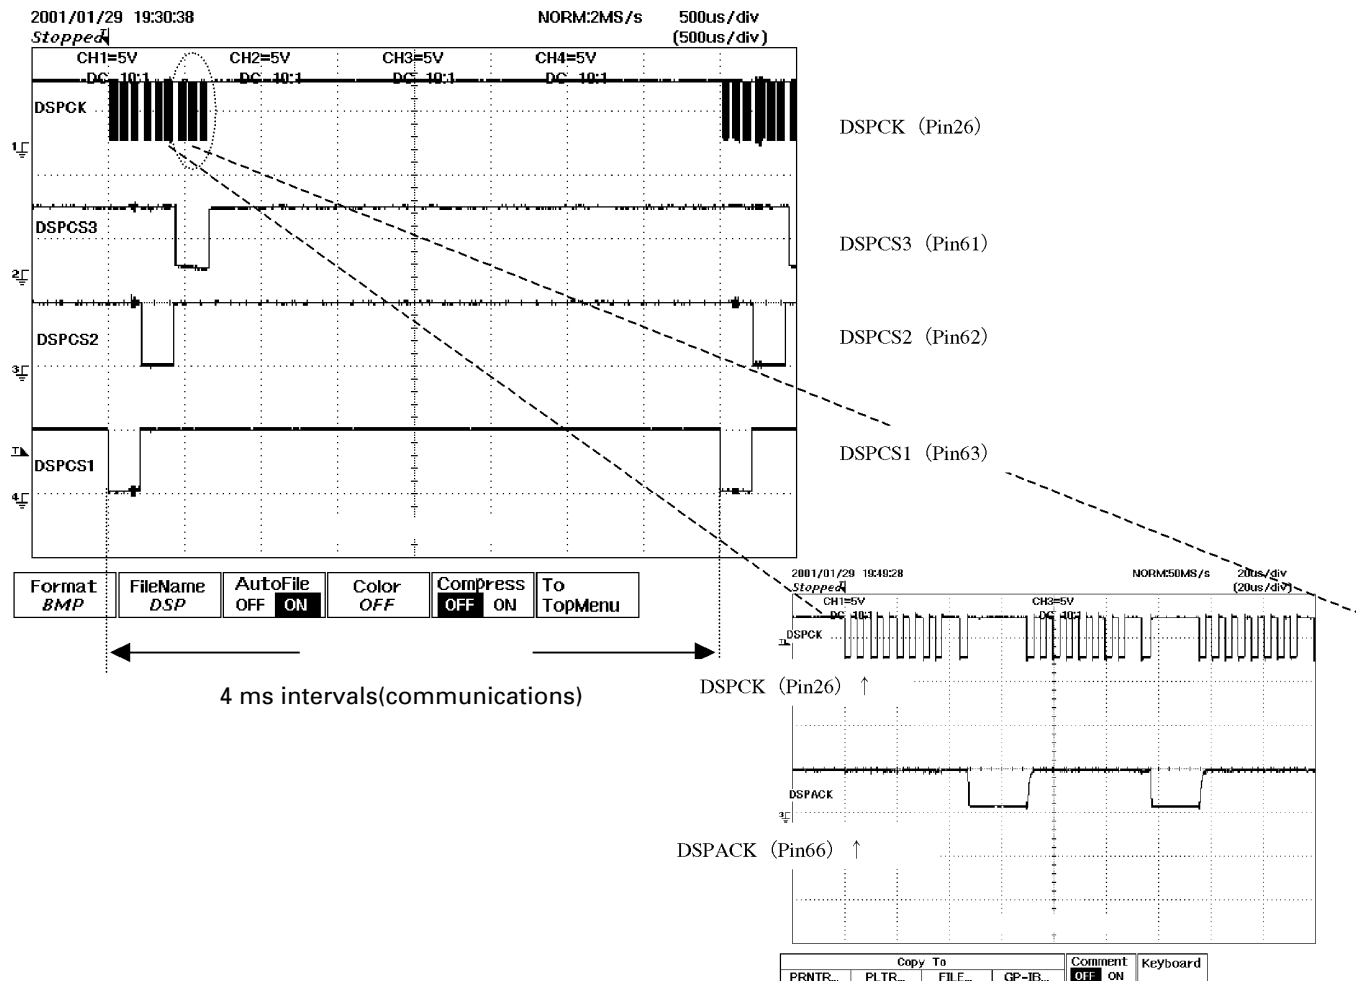 2001/01/29 19:30:38 NORM:2MS/s 500us/div
Stopped (500us/div)
CH1=5V CH2=5V CH3=5V CH4=5V
DC 10:1 DC 10:1 DC 10:1 DC 10:1
DSPCK
DSPCK (Pin26)
DSPCS3
DSPCS3 (Pin61)
DSPCS2
DSPCS2 (Pin62)
DSPCS1
DSPCS1 (Pin63)
Format FileName AutoFile Color Compress To
BMP DSP OFF ON OFF OFF ON TopMenu
4 ms intervals(communications)
2001/01/29 19:49:28 NORM:50MS/s 20us/div
Stopped (20us/div)
CH1=5V CH3=5V
DC 10:1 DC 10:1
DSPCK
DSPCK (Pin26) ↑
DSPACK
DSPACK (Pin66) ↑
Copy To Comment Keyboard
PRNTR... PLTR... FILE... GP-IB... OFF ON